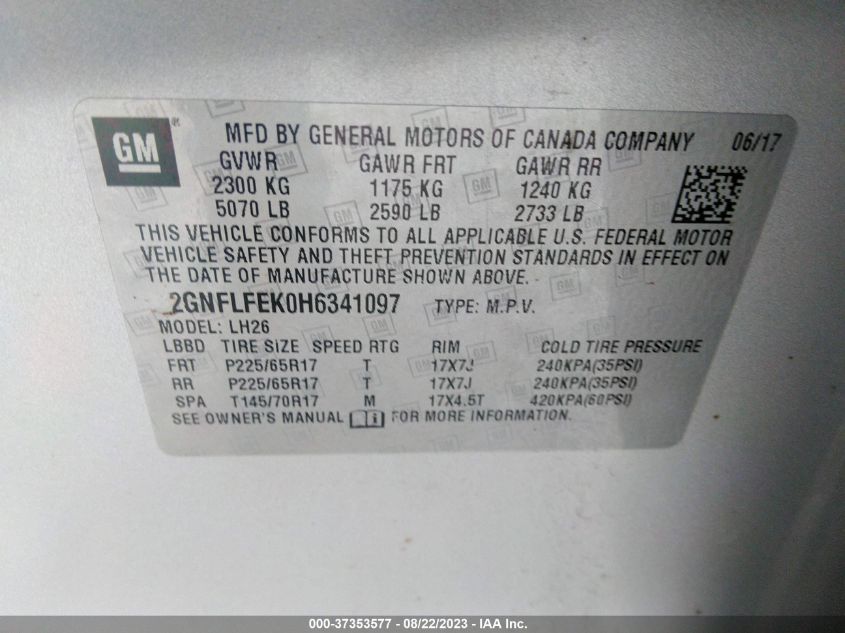 GM ® MFD BY GENERAL MOTORS OF CANADA COMPANY 06/17
GVWR GAWR FRT GAWR RR
2300 KG 1175 KG 1240 KG
5070 LB 2590 LB 2733 LB
THIS VEHICLE CONFORMS TO ALL APPLICABLE U.S. FEDERAL MOTOR
VEHICLE SAFETY AND THEFT PREVENTION STANDARDS IN EFFECT ON
THE DATE OF MANUFACTURE SHOWN ABOVE.
2GNFLFEK0H6341097 TYPE: M.P.V.
MODEL: LH26
LBBD TIRE SIZE SPEED RTG RIM COLD TIRE PRESSURE
FRT P225/65R17 T 17X7J 240KPA(35PSI)
RR P225/65R17 T 17X7J 240KPA(35PSI)
SPA T145/70R17 M 17X4.5T 420KPA(60PSI)
SEE OWNER'S MANUAL FOR MORE INFORMATION.
000-37353577 - 08/22/2023 - IAA Inc.